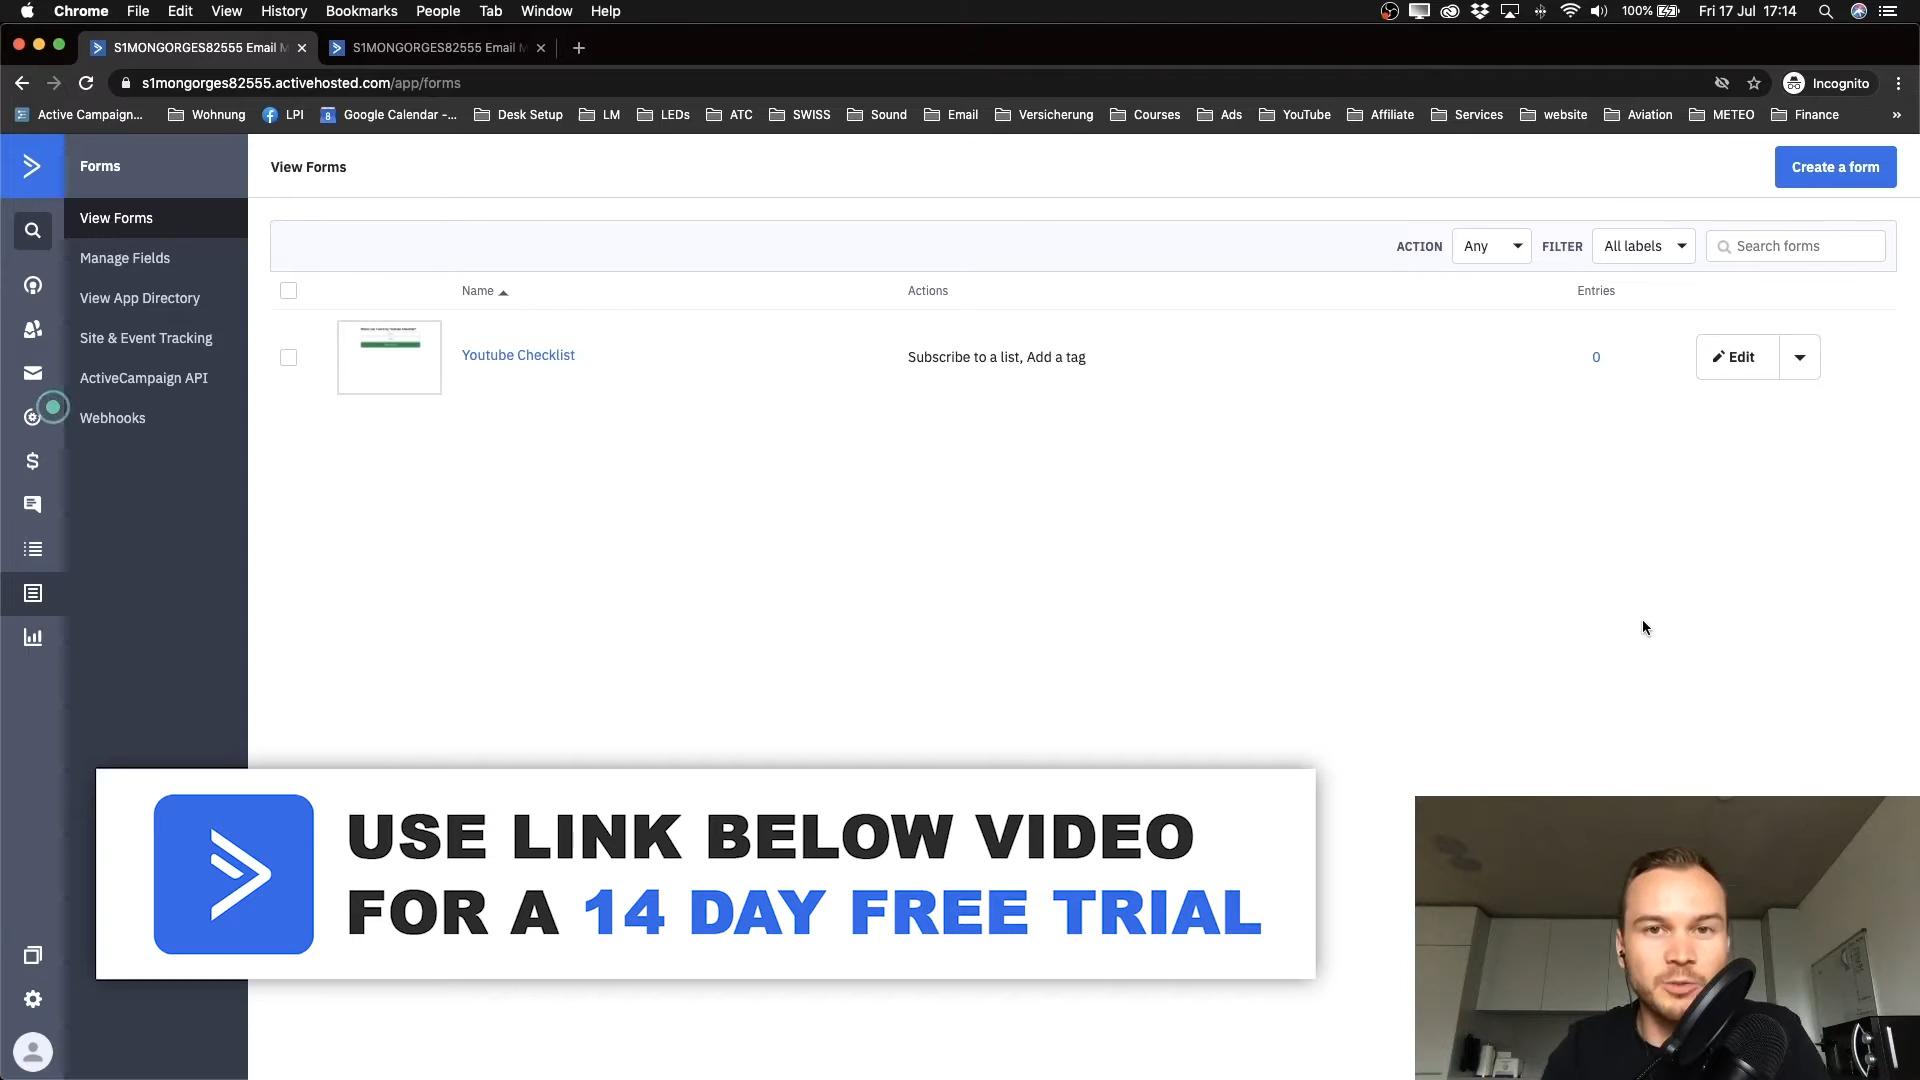 Chrome File Edit View History Bookmarks People Tab Window Help 100% Fri 17 Jul 17:14
S1MONGORGES82555 Email M S1MONGORGES82555 Email M
s1mongorges82555.activehosted.com/app/forms Incognito
Active Campaign... Wohnung LPI Google Calendar -... Desk Setup LM LEDs ATC SWISS Sound Email Versicherung Courses Ads YouTube Affiliate Services website Aviation METEO Finance »
Forms
View Forms
Manage Fields
View App Directory
Site & Event Tracking
ActiveCampaign API
Webhooks
View Forms
Create a form
ACTION Any FILTER All labels Search forms
Name Actions Entries
Youtube Checklist Subscribe to a list, Add a tag 0 Edit
USE LINK BELOW VIDEO
FOR A 14 DAY FREE TRIAL